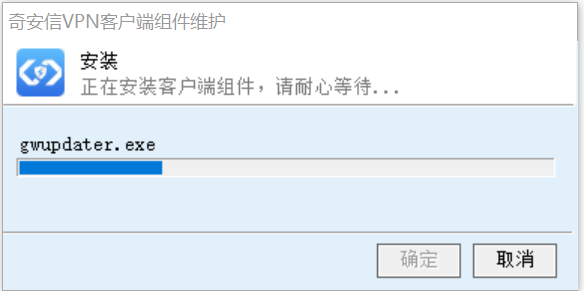 奇安信VPN客户端组件维护
安装
正在安装客户端组件，请耐心等待...
gwupdater.exe
确定 取消